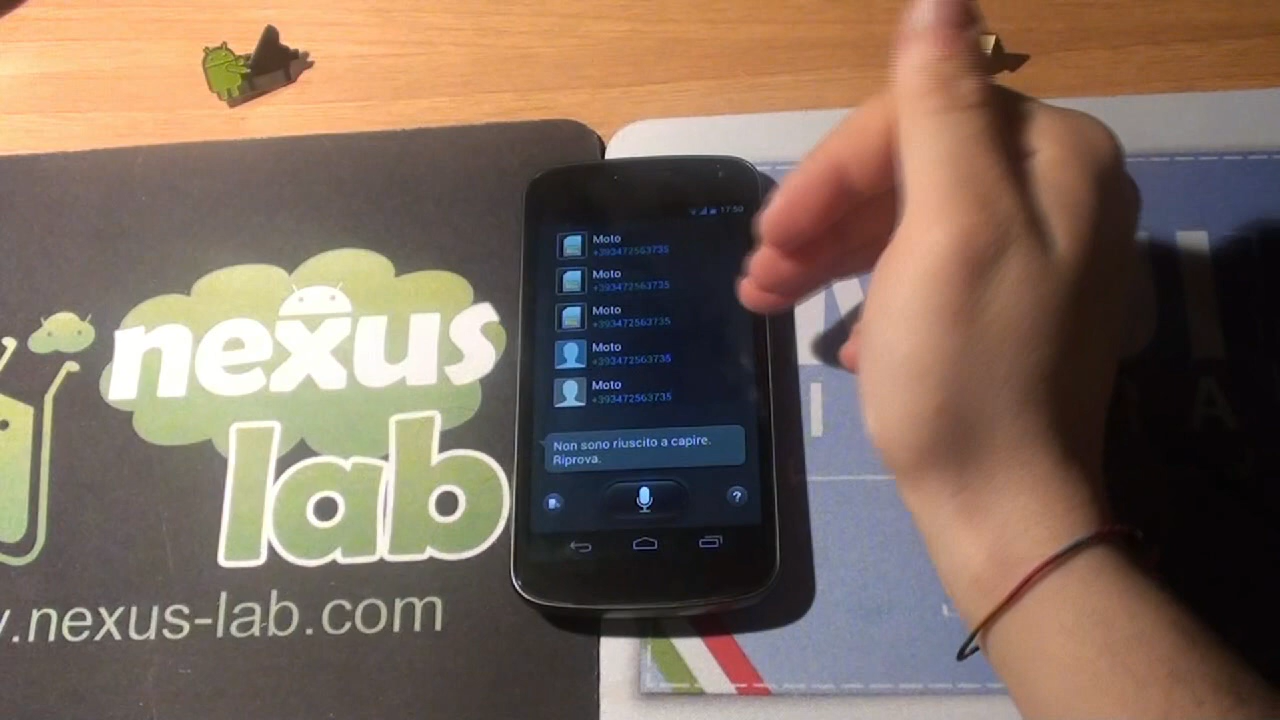 nexus
lab
.nexus-lab.com
17:50
Moto
+393472563735
Moto
+393472563735
Moto
+393472563735
Moto
+393472563735
Moto
+393472563735
Non sono riuscito a capire.
Riprova.
?